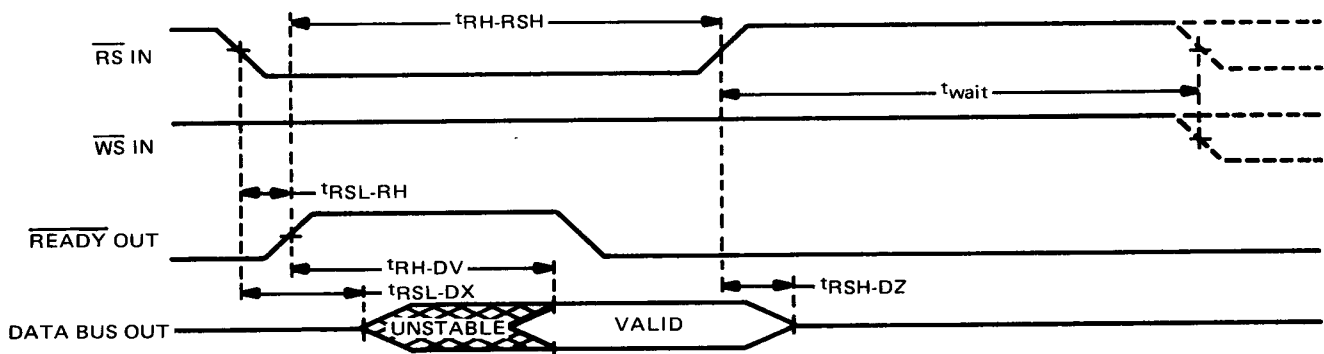 tRH-RSH
RS IN
twait
WS IN
tRSL-RH
READY OUT
tRH-DV
tRSL-DX
tRSH-DZ
DATA BUS OUT
UNSTABLE
VALID